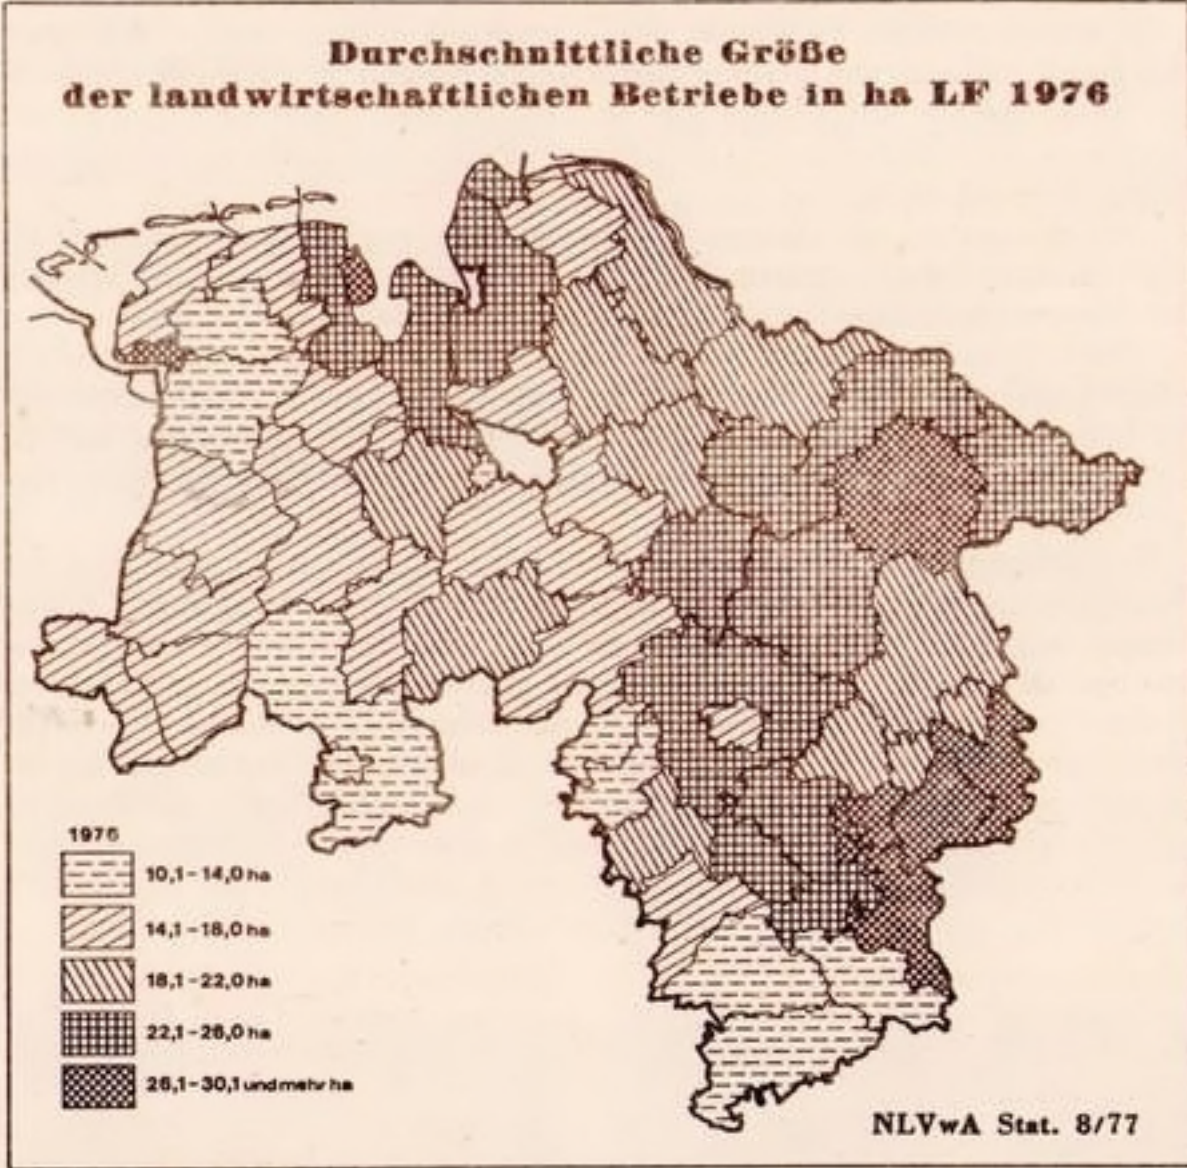 Durchschnittliche Größe
der landwirtschaftlichen Betriebe in ha LF 1976
1976
10,1-14,0 ha
14,1-18,0 ha
18,1-22,0 ha
22,1-26,0 ha
26,1-30,1 und mehr ha
NLVwA Stat. 8/77